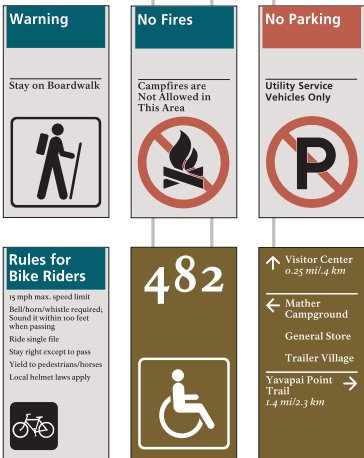 Warning
Stay on Boardwalk
No Fires
Campfires are
Not Allowed in
This Area
No Parking
Utility Service
Vehicles Only
P
Rules for
Bike Riders
15 mph max. speed limit
Bell/horn/whistle required;
Sound it within 100 feet
when passing
Ride single file
Stay right except to pass
Yield to pedestrians/horses
Local helmet laws apply
482
Visitor Center
0.25 mi/.4 km
Mather
Campground
General Store
Trailer Village
Yavapai Point
Trail
1.4 mi/2.3 km